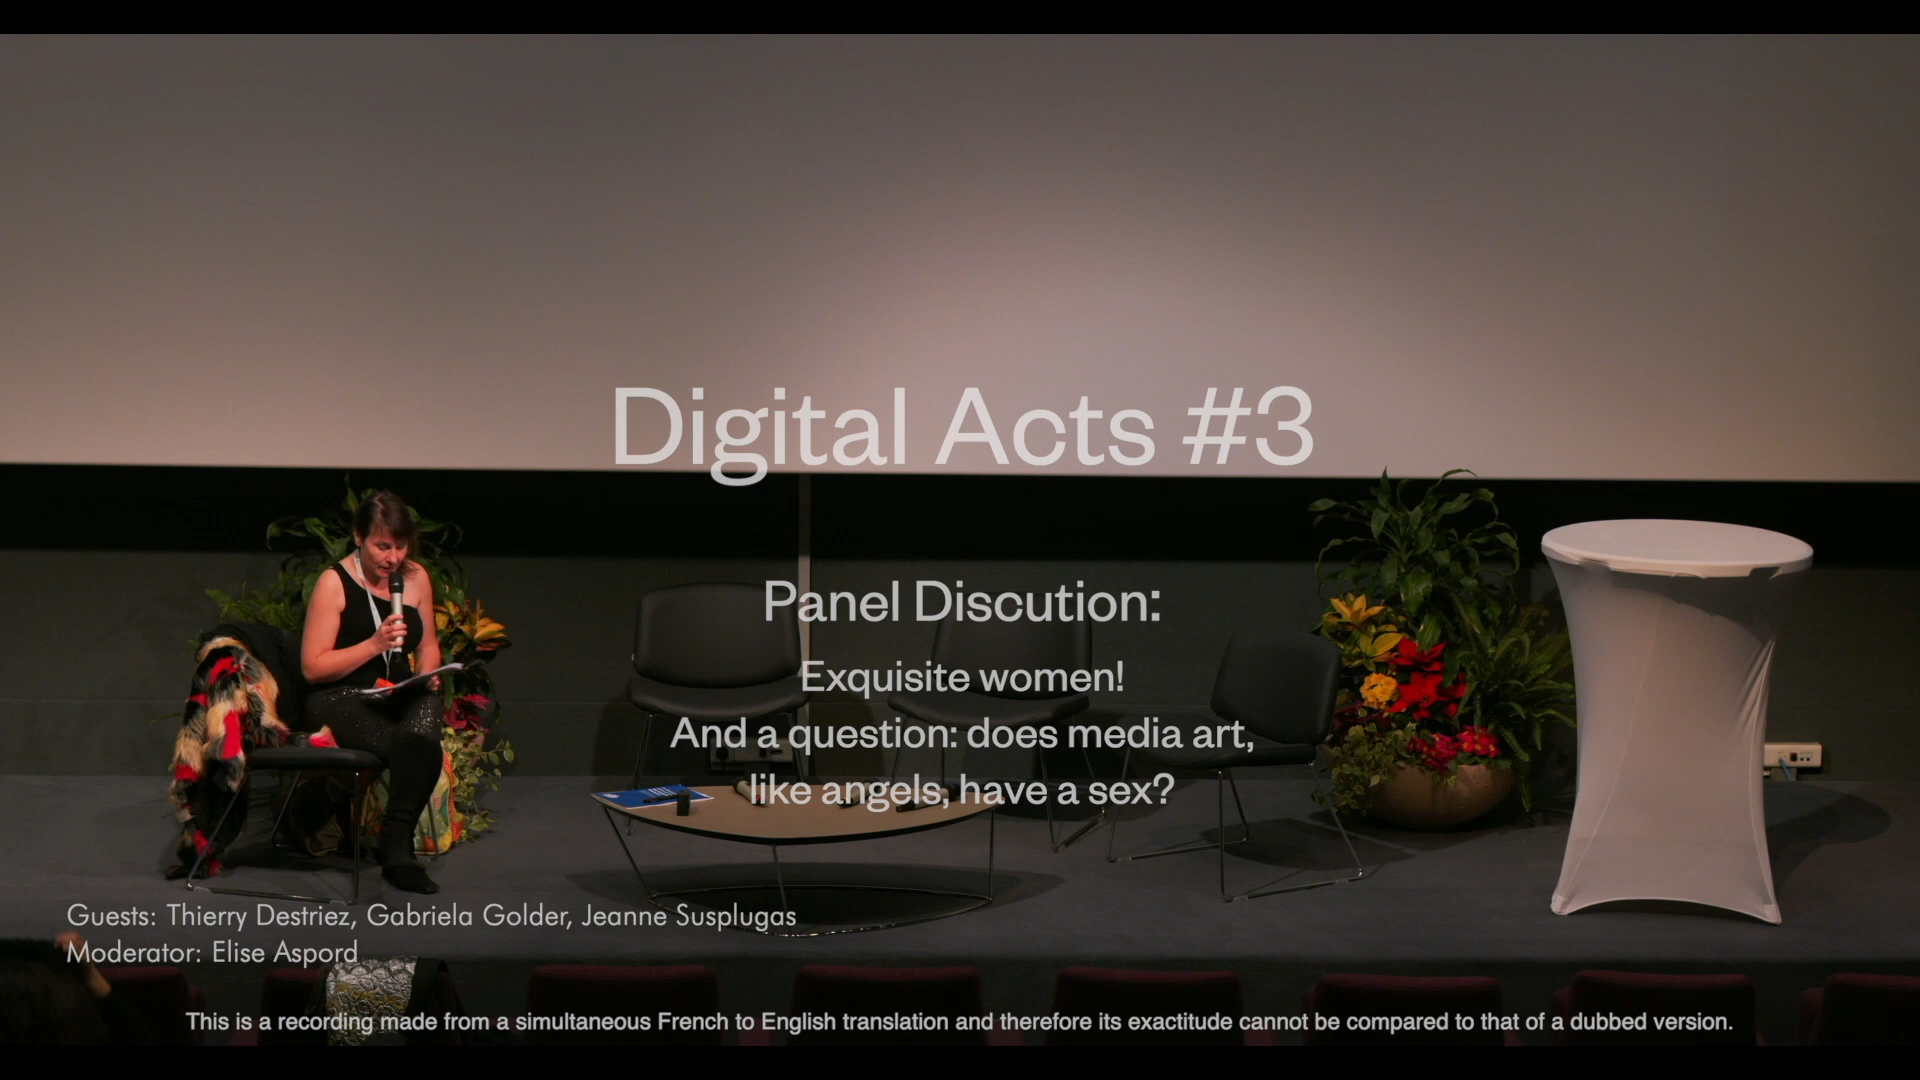 Digital Acts #3
Panel Discution:
Exquisite women!
And a question: does media art,
like angels, have a sex?
Guests: Thierry Destriez, Gabriela Golder, Jeanne Susplugas
Moderator: Elise Aspord
This is a recording made from a simultaneous French to English translation and therefore its exactitude cannot be compared to that of a dubbed version.